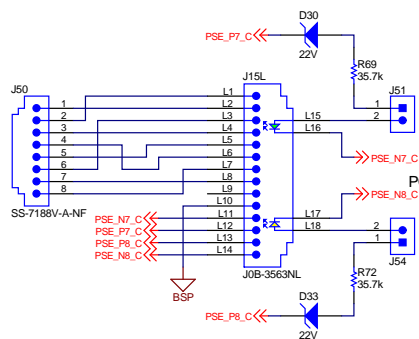 D30
PSE_P7_C
22V
R69
35.7k
J50
J15L
J51
1
L1
1
2
L2
L15
2
3
L3
L16
4
L4
5
L5
6
L6
PSE_N7_C
7
L7
8
L8
L9
P
SS-7188V-A-NF
L10
PSE_N8_C
PSE_N7_C
L11
L17
PSE_P7_C
L12
L18
2
PSE_P8_C
L13
1
PSE_N8_C
L14
J54
BSP
J0B-3563NL
R72
35.7k
D33
PSE_P8_C
22V